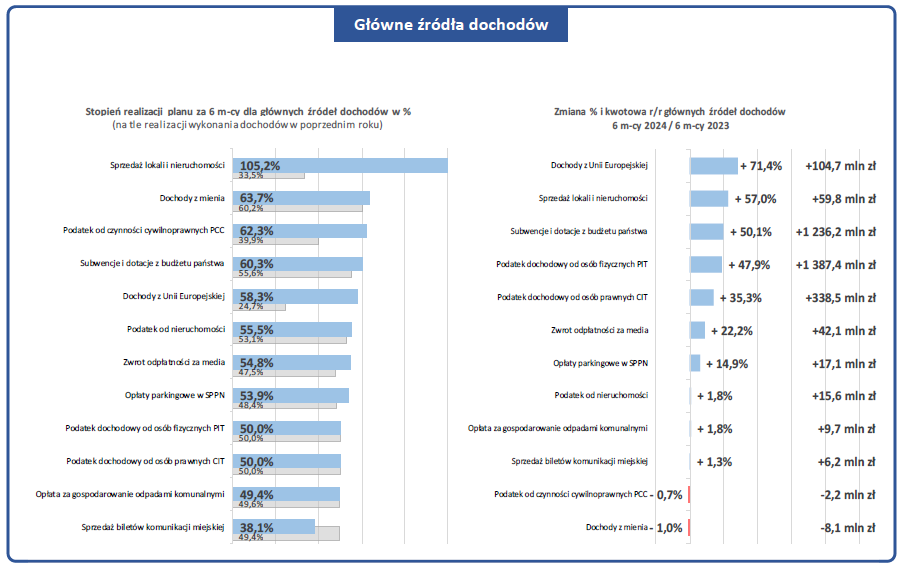 Główne źródła dochodów
Stopień realizacji planu za 6 m-cy dla głównych źródeł dochodów w %
(na tle realizacji wykonania dochodów w poprzednim roku)
Sprzedaż lokali i nieruchomości 105,2%
33,5%
Dochody z mienia 63,7%
60,2%
Podatek od czynności cywilnoprawnych PCC 62,3%
39,9%
Subwencje i dotacje z budżetu państwa 60,3%
55,6%
Dochody z Unii Europejskiej 58,3%
24,7%
Podatek od nieruchomości 55,5%
53,1%
Zwrot odpłatności za media 54,8%
47,5%
Opłaty parkingowe w SPPN 53,9%
48,4%
Podatek dochodowy od osób fizycznych PIT 50,0%
50,0%
Podatek dochodowy od osób prawnych CIT 50,0%
50,0%
Opłata za gospodarowanie odpadami komunalnymi 49,4%
49,6%
Sprzedaż biletów komunikacji miejskiej 38,1%
49,4%
Zmiana % i kwotowa r/r głównych źródeł dochodów
6 m-cy 2024 / 6 m-cy 2023
Dochody z Unii Europejskiej + 71,4% +104,7 mln zł
Sprzedaż lokali i nieruchomości + 57,0% +59,8 mln zł
Subwencje i dotacje z budżetu państwa + 50,1% +1 236,2 mln zł
Podatek dochodowy od osób fizycznych PIT + 47,9% +1 387,4 mln zł
Podatek dochodowy od osób prawnych CIT + 35,3% +338,5 mln zł
Zwrot odpłatności za media + 22,2% +42,1 mln zł
Opłaty parkingowe w SPPN + 14,9% +17,1 mln zł
Podatek od nieruchomości + 1,8% +15,6 mln zł
Opłata za gospodarowanie odpadami komunalnymi + 1,8% +9,7 mln zł
Sprzedaż biletów komunikacji miejskiej + 1,3% +6,2 mln zł
Podatek od czynności cywilnoprawnych PCC - 0,7% -2,2 mln zł
Dochody z mienia - 1,0% -8,1 mln zł